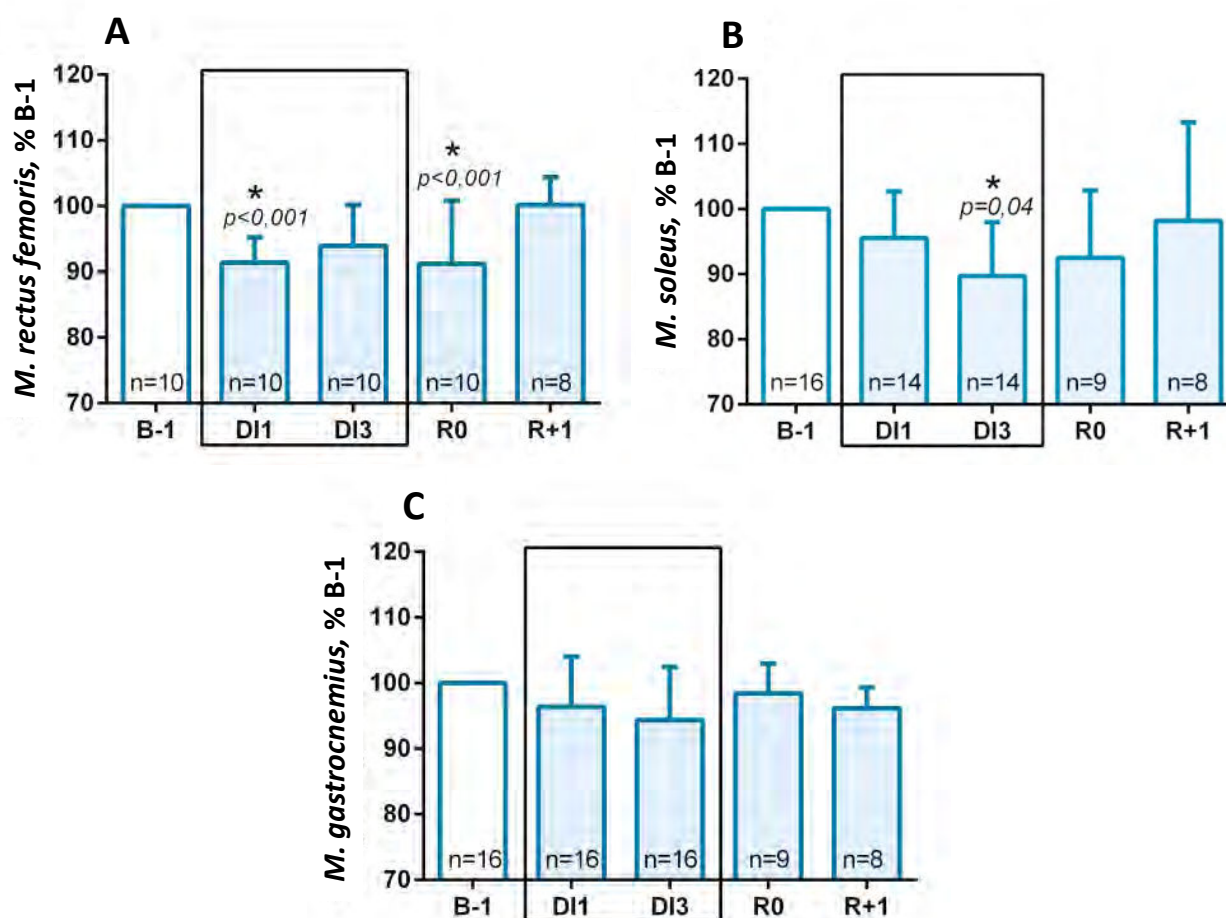 A
M. rectus femoris, % B-1
120
110
100
90
80
70
*
p<0,001
*
p<0,001
n=10 n=10 n=10 n=10 n=8
B-1 DI1 DI3 R0 R+1
B
M. soleus, % B-1
120
110
100
90
80
70
*
p=0,04
n=16 n=14 n=14 n=9 n=8
B-1 DI1 DI3 R0 R+1
C
M. gastrocnemius, % B-1
120
110
100
90
80
70
n=16 n=16 n=16 n=9 n=8
B-1 DI1 DI3 R0 R+1